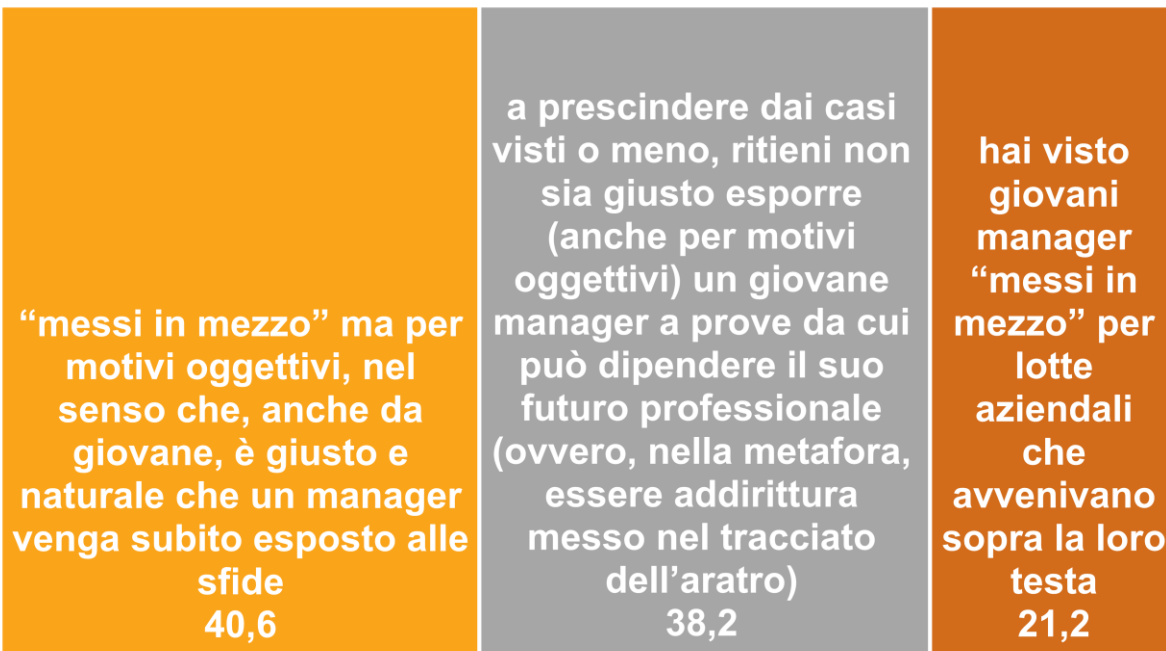 “messi in mezzo” ma per
motivi oggettivi, nel
senso che, anche da
giovane, è giusto e
naturale che un manager
venga subito esposto alle
sfide
40,6
a prescindere dai casi
visti o meno, ritieni non
sia giusto esporre
(anche per motivi
oggettivi) un giovane
manager a prove da cui
può dipendere il suo
futuro professionale
(ovvero, nella metafora,
essere addirittura
messo nel tracciato
dell’aratro)
38,2
hai visto
giovani
manager
“messi in
mezzo” per
lotte
aziendali
che
avvenivano
sopra la loro
testa
21,2